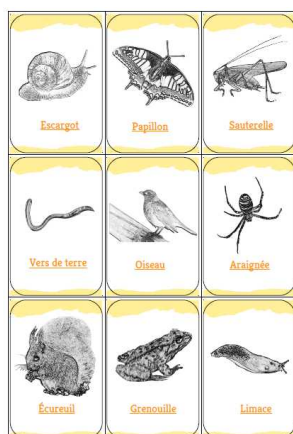 Escargot
Papillon
Sauterelle
Vers de terre
Oiseau
Araignée
Écureuil
Grenouille
Limace